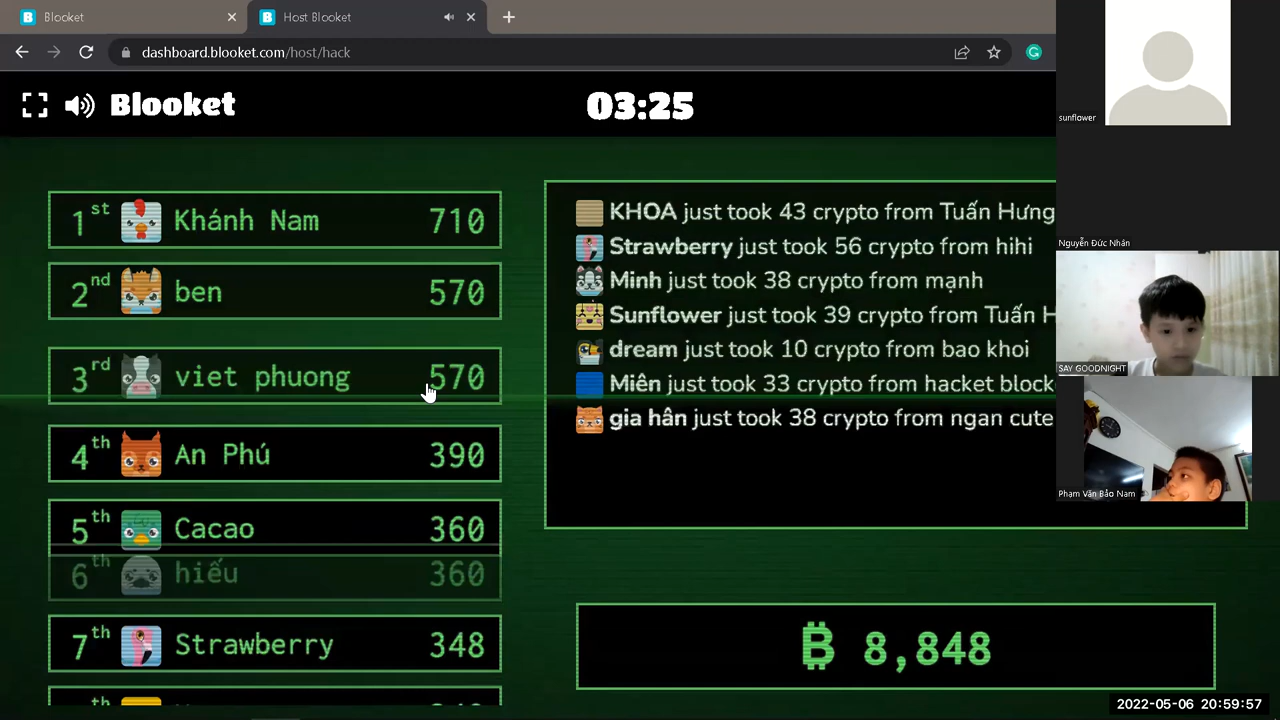 Blooket
Host Blooket
dashboard.blooket.com/host/hack
Blooket
03:25
1st Khánh Nam 710
2nd ben 570
3rd viet phuong 570
4th An Phú 390
5th Cacao 360
6th hiếu 360
7th Strawberry 348
th
KHOA just took 43 crypto from Tuấn Hưng
Strawberry just took 56 crypto from hihi
Minh just took 38 crypto from mạnh
Sunflower just took 39 crypto from Tuấn H
dream just took 10 crypto from bao khoi
Miên just took 33 crypto from hacket block
gia hân just took 38 crypto from ngan cute
8,848
sunflower
Nguyễn Đức Nhân
SAY GOODNIGHT
Phạm Văn Bảo Nam
2022-05-06 20:59:57